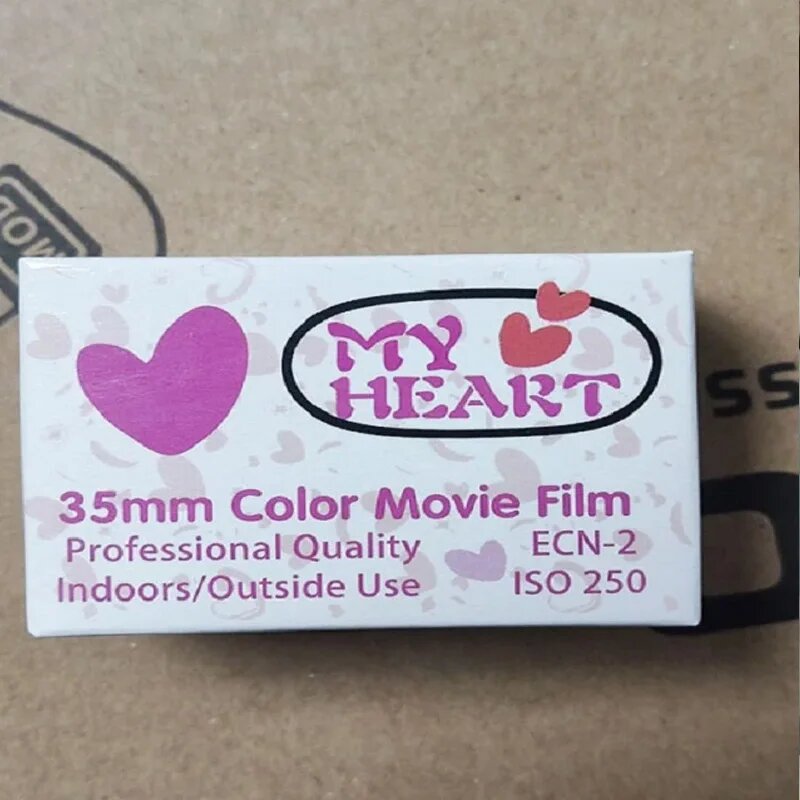 MY
HEART
35mm Color Movie Film
Professional Quality
ECN-2
Indoors/Outside Use
ISO 250